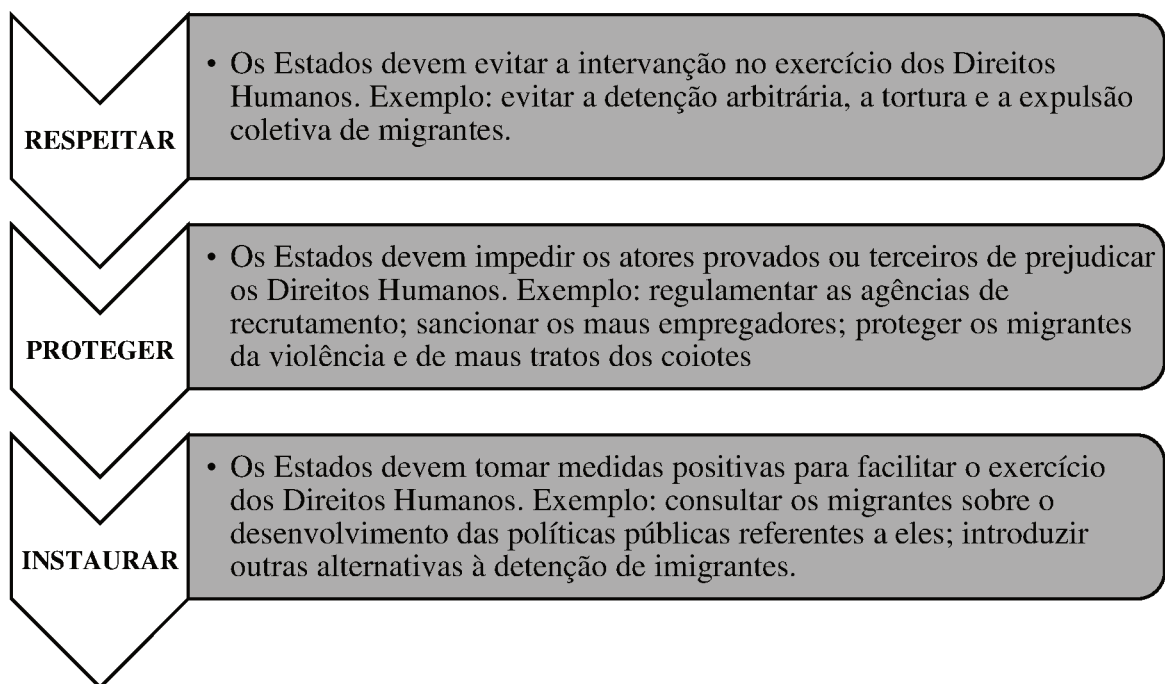 RESPEITAR
• Os Estados devem evitar a intervanção no exercício dos Direitos
Humanos. Exemplo: evitar a detenção arbitrária, a tortura e a expulsão
coletiva de migrantes.
PROTEGER
• Os Estados devem impedir os atores provados ou terceiros de prejudicar
os Direitos Humanos. Exemplo: regulamentar as agências de
recrutamento; sancionar os maus empregadores; proteger os migrantes
da violência e de maus tratos dos coiotes
INSTAURAR
• Os Estados devem tomar medidas positivas para facilitar o exercício
dos Direitos Humanos. Exemplo: consultar os migrantes sobre o
desenvolvimento das políticas públicas referentes a eles; introduzir
outras alternativas à detenção de imigrantes.